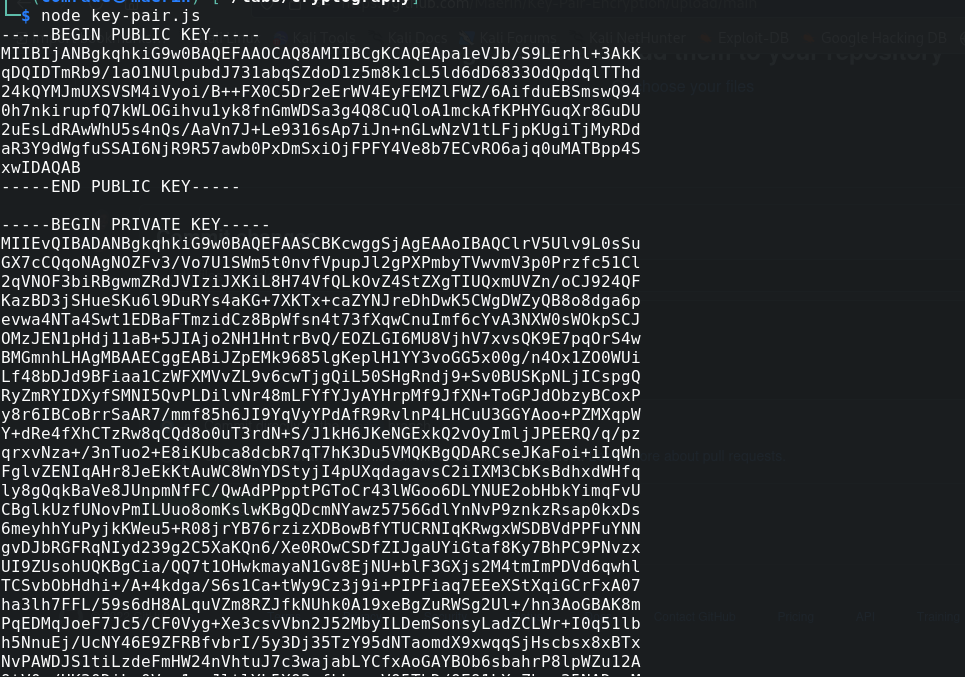 $ node key-pair.js
-----BEGIN PUBLIC KEY-----
MIIBIjANBgkqhkiG9w0BAQEFAAOCAQ8AMIIBCgKCAQEApa1eVJb/S9LErhl+3AkK
qDQIDTmRb9/1aO1NUlpubdJ731abqSZdoD1z5m8k1cL5ld6dD6833OdQpdqlTThd
24kQYMJmUXSVSM4iVyoi/B++FX0C5Dr2eErWV4EyFEMZlFWZ/6AifduEBSmswQ94
0h7nkirupfQ7kWLOGihvu1yk8fnGmWDSa3g4Q8CuQloA1mckAfKPHYGuqXr8GuDU
2uEsLdRAwWhU5s4nQs/AaVn7J+Le9316sAp7iJn+nGLwNzV1tLFjpKUgiTjMyRDd
aR3Y9dWgfuSSAI6NjR9R57awb0PxDmSxiOjFPFY4Ve8b7ECvRO6ajq0uMATBpp4S
xwIDAQAB
-----END PUBLIC KEY-----
-----BEGIN PRIVATE KEY-----
MIIEvQIBADANBgkqhkiG9w0BAQEFAASCBKcwggSjAgEAAoIBAQClrV5Ulv9L0sSu
GX7cCQqoNAgNOZFv3/Vo7U1SWm5t0nvfVpupJl2gPXPmbyTVwvmV3p0Przfc51Cl
2qVNOF3biRBgwmZRdJVIziJXKiL8H74VfQLkOvZ4StZXgTIUQxmUVZn/oCJ924QF
KazBD3jSHueSKu6l9DuRYs4aKG+7XKTx+caZYNJreDhDwK5CWgDWZyQB8o8dga6p
evwa4NTa4Swt1EDBaFTmzidCz8BpWfsn4t73fXqwCnuImf6cYvA3NXW0sWOkpSCJ
OMzJEN1pHdj11aB+5JIAjo2NH1HntrBvQ/EOZLGI6MU8VjhV7xvsQK9E7pqOrS4w
BMGmnhLHAgMBAAECggEABiJZpEMk9685lgKeplH1YY3voGG5x00g/n4Ox1ZO0WUi
Lf48bDJd9BFiaa1CzWFXMVvZL9v6cwTjgQiL50SHgRndj9+Sv0BUSKpNLjICspgQ
RyZmRYIDXyfSMNI5QvPLDilvNr48mLFYfYJyAYHrpMf9JfXN+ToGPJdObzyBCoxP
y8r6IBCoBrrSaAR7/mmf85h6JI9YqVyYPdAfR9RvlnP4LHCuU3GGYAoo+PZMXqpW
Y+dRe4fXhCTzRw8qCQd8o0uT3rdN+S/J1kH6JKeNGExkQ2vOyImljJPEERQ/q/pz
qrxvNza+/3nTuo2+E8iKUbca8dcbR7qT7hK3Du5VMQKBgQDARCseJKaFoi+iIqWn
FglvZENIqAHr8JeEkKtAuWC8WnYDStyjI4pUXqdagavsC2iIXM3CbKsBdhxdWHfq
ly8gQqkBaVe8JUnpmNfFC/QwAdPPpptPGToCr43lWGoo6DLYNUE2obHbkYimqFvU
CBglkUzfUNovPmILUuo8omKslwKBgQDcmNYawz5756GdlYnNvP9znkzRsap0kxDs
6meyhhYuPyjkKWeu5+R08jrYB76rzizXDBowBfYTUCRNIqKRwgxWSDBVdPPFuYNN
gvDJbRGFRqNIyd239g2C5XaKQn6/Xe0ROwCSDfZIJgaUYiGtaf8Ky7BhPC9PNvzx
UI9ZUsohUQKBgCia/QQ7t1OHwkmayaN1Gv8EjNU+blF3GXjs2M4tmImPDVd6qwhl
TCSvbObHdhi+/A+4kdga/S6s1Ca+tWy9Cz3j9i+PIPFiaq7EEeXStXqiGCrFxA07
ha3lh7FFL/59s6dH8ALquVZm8RZJfkNUhk0A19xeBgZuRWSg2Ul+/hn3AoGBAK8m
PqEDMqJoeF7Jc5/CF0Vyg+Xe3csvVbn2J52MbyILDemSonsyLadZCLWr+I0q51lb
h5NnuEj/UcNY46E9ZFRBfvbrI/5y3Dj35TzY95dNTaomdX9xwqQSjHscbsx8xBTx
NvPAWDJS1tiLzdeFmHW24nVhtuJ7c3wajabLYCfxAoGAYBOb6sbahrP8lpWZu12A